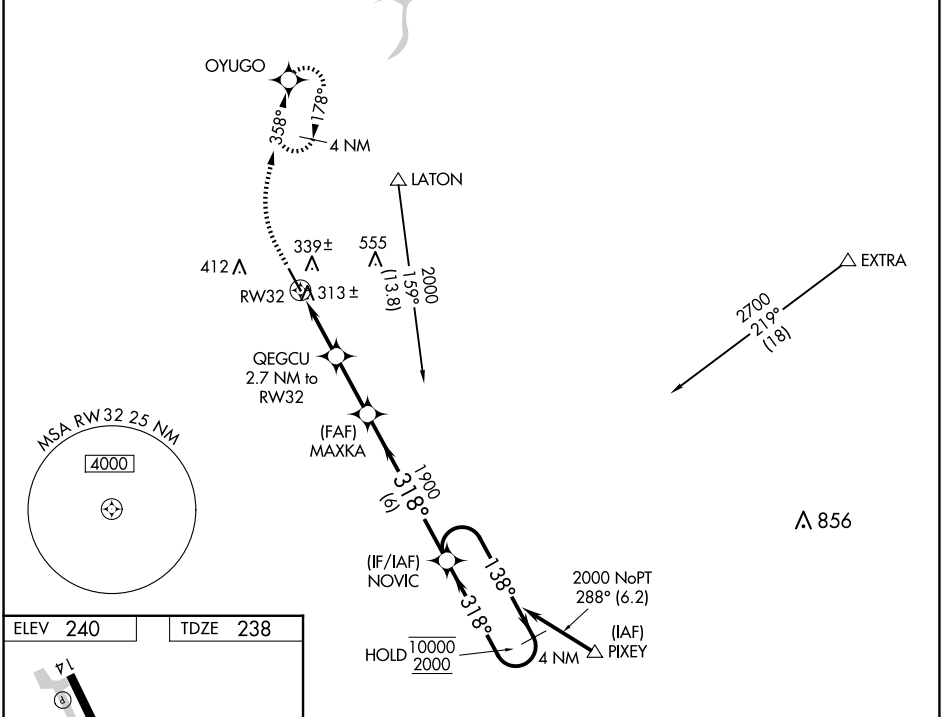 OYUGO
358°
178°
4 NM
LATON
2000
159°
(13.8)
412
339±
555
RW32
313±
EXTRA
2700
219°
(18)
QEGCU
2.7 NM to
RW32
(FAF)
MAXKA
MSA RW32 25 NM
4000
1900
318°
(6)
856
(IF/IAF)
NOVIC
138°
318°
2000 NoPT
288° (6.2)
(IAF)
PIXEY
HOLD 10000
2000
4 NM
ELEV 240
TDZE 238
14
P